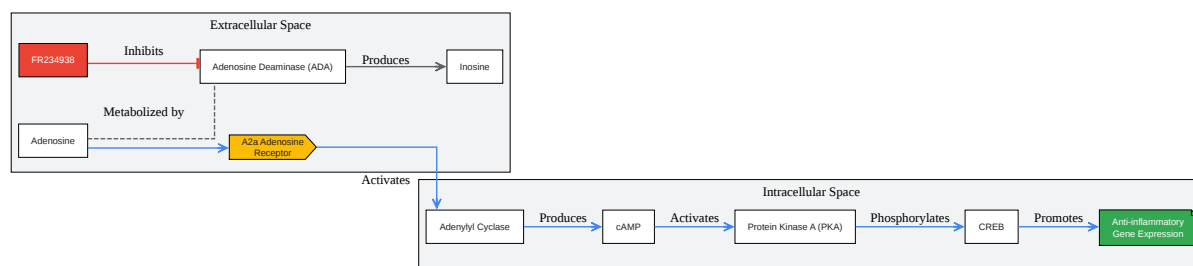 Extracellular Space
FR234938
Inhibits
Adenosine Deaminase (ADA)
Produces
Inosine
Metabolized by
Adenosine
A2a Adenosine
Receptor
Activates
Intracellular Space
Adenylyl Cyclase
Produces
cAMP
Activates
Protein Kinase A (PKA)
Phosphorylates
CREB
Promotes
Anti-inflammatory
Gene Expression